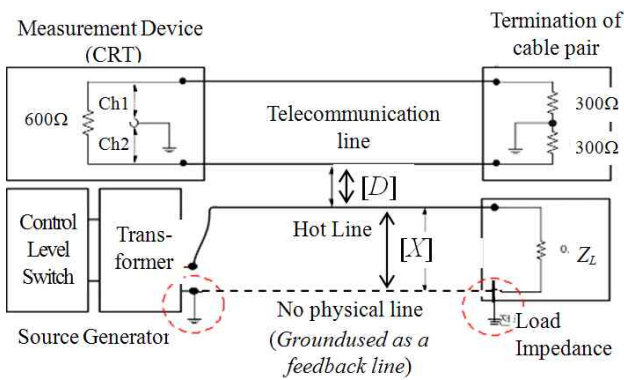 Measurement Device
(CRT)
Termination of
cable pair
600Ω
Ch1
Ch2
Telecommunication
line
300Ω
300Ω
[D]
Control
Level
Switch
Trans-
former
Hot Line
[X]
Z_L
No physical line
(Groundused as a
feedback line)
Source Generator
Load
Impedance